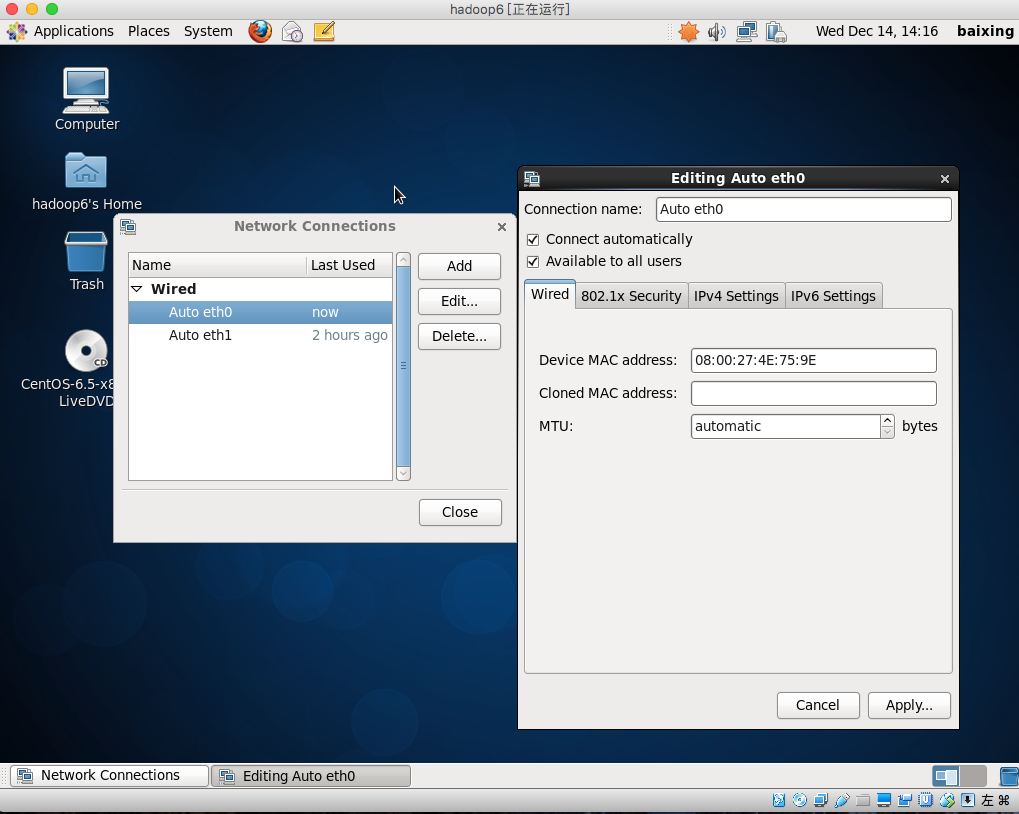 hadoop6 [正在运行]
Applications Places System Wed Dec 14, 14:16 baixing
Computer
hadoop6's Home
Trash
CentOS-6.5-x8
LiveDVD
CD
Network Connections
Name Last Used
Wired
Auto eth0 now
Auto eth1 2 hours ago
Add
Edit...
Delete...
Close
Editing Auto eth0
Connection name: Auto eth0
Connect automatically
Available to all users
Wired 802.1x Security IPv4 Settings IPv6 Settings
Device MAC address: 08:00:27:4E:75:9E
Cloned MAC address:
MTU: automatic bytes
Cancel Apply...
Network Connections Editing Auto eth0
左 ⌘